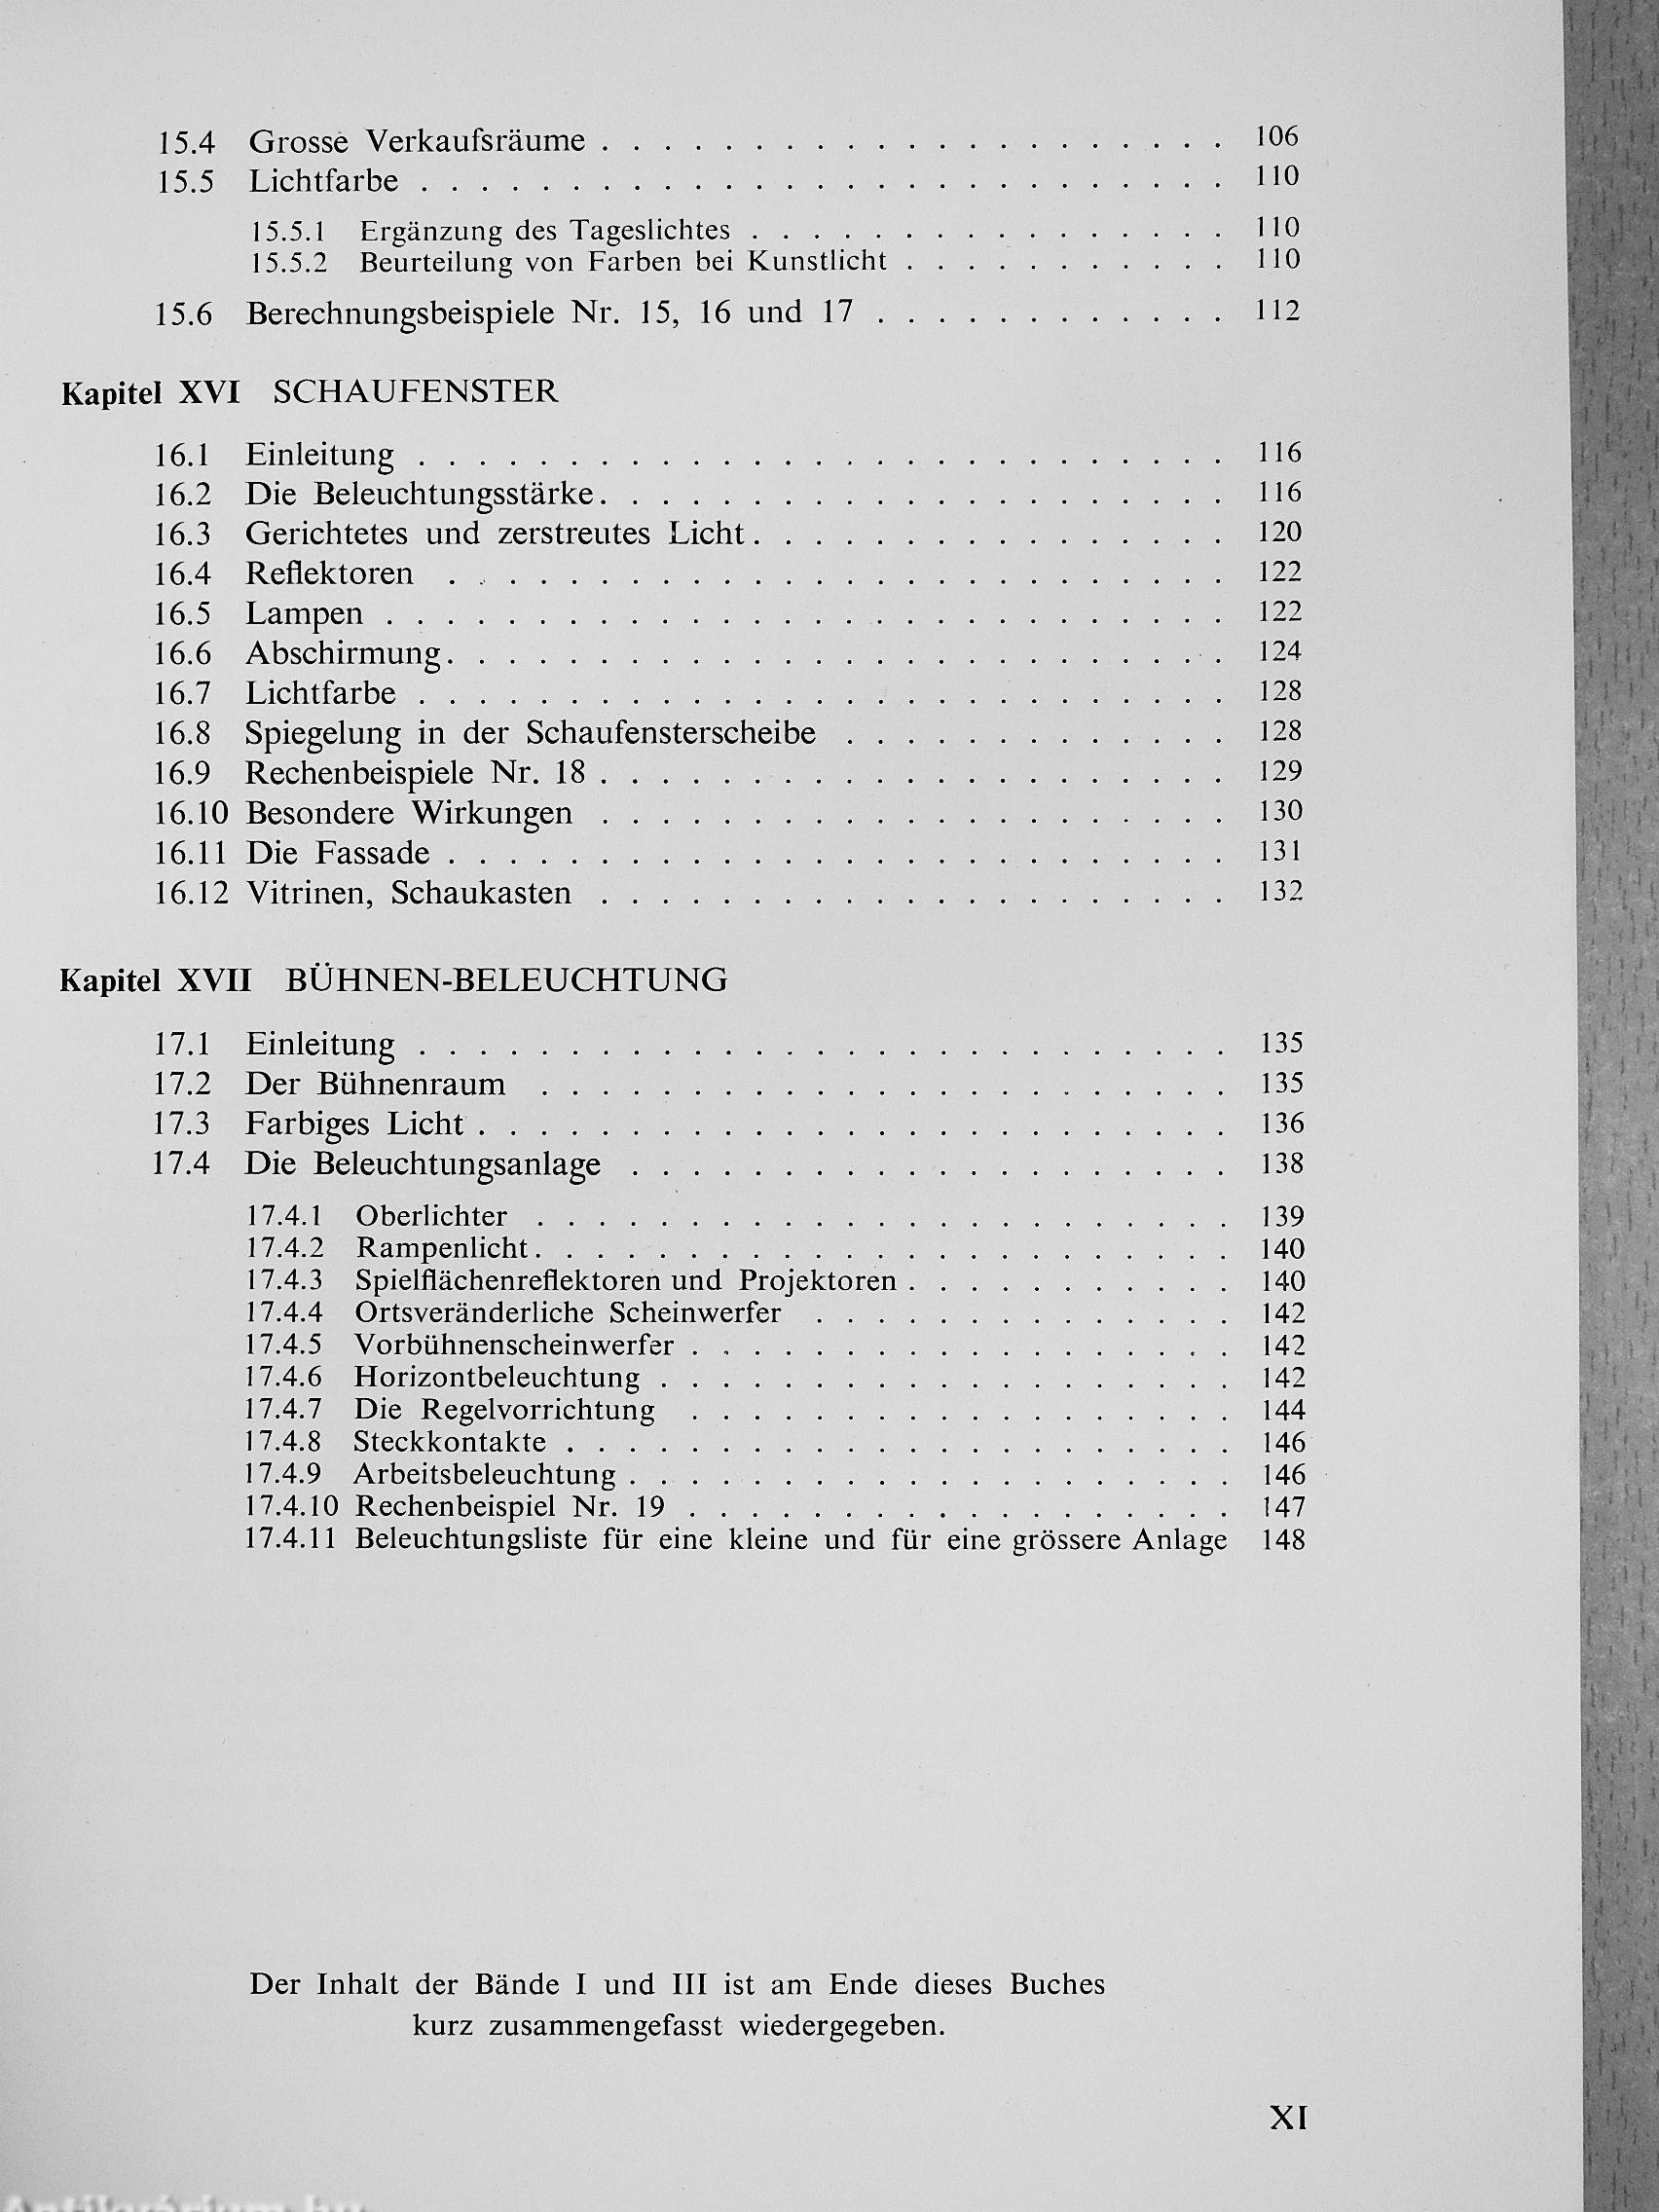 15.4 Grosse Verkaufsräume . . . . . . . . . . . . . . . . . . . . . 106
15.5 Lichtfarbe . . . . . . . . . . . . . . . . . . . . . . . . . . . 110
15.5.1 Ergänzung des Tageslichtes . . . . . . . . . . . . . . . . 110
15.5.2 Beurteilung von Farben bei Kunstlicht . . . . . . . . . . . 110
15.6 Berechnungsbeispiele Nr. 15, 16 und 17 . . . . . . . . . . . . 112
Kapitel XVI SCHAUFENSTER
16.1 Einleitung . . . . . . . . . . . . . . . . . . . . . . . . . . . 116
16.2 Die Beleuchtungsstärke. . . . . . . . . . . . . . . . . . . . . 116
16.3 Gerichtetes und zerstreutes Licht . . . . . . . . . . . . . . . . 120
16.4 Reflektoren . . . . . . . . . . . . . . . . . . . . . . . . . . 122
16.5 Lampen . . . . . . . . . . . . . . . . . . . . . . . . . . . . 122
16.6 Abschirmung. . . . . . . . . . . . . . . . . . . . . . . . . . 124
16.7 Lichtfarbe . . . . . . . . . . . . . . . . . . . . . . . . . . . 128
16.8 Spiegelung in der Schaufensterscheibe . . . . . . . . . . . . . 128
16.9 Rechenbeispiele Nr. 18 . . . . . . . . . . . . . . . . . . . . . 129
16.10 Besondere Wirkungen . . . . . . . . . . . . . . . . . . . . . 130
16.11 Die Fassade . . . . . . . . . . . . . . . . . . . . . . . . . . 131
16.12 Vitrinen, Schaukasten . . . . . . . . . . . . . . . . . . . . . 132
Kapitel XVII BÜHNEN-BELEUCHTUNG
17.1 Einleitung . . . . . . . . . . . . . . . . . . . . . . . . . . . 135
17.2 Der Bühnenraum . . . . . . . . . . . . . . . . . . . . . . . 135
17.3 Farbiges Licht . . . . . . . . . . . . . . . . . . . . . . . . . 136
17.4 Die Beleuchtungsanlage . . . . . . . . . . . . . . . . . . . . 138
17.4.1 Oberlichter . . . . . . . . . . . . . . . . . . . . . . . 139
17.4.2 Rampenlicht. . . . . . . . . . . . . . . . . . . . . . . 140
17.4.3 Spielflächenreflektoren und Projektoren . . . . . . . . . . . 140
17.4.4 Ortsveränderliche Scheinwerfer . . . . . . . . . . . . . . 142
17.4.5 Vorbühnenscheinwerfer . . . . . . . . . . . . . . . . . . 142
17.4.6 Horizontbeleuchtung . . . . . . . . . . . . . . . . . . . 142
17.4.7 Die Regelvorrichtung . . . . . . . . . . . . . . . . . . 144
17.4.8 Steckkontakte . . . . . . . . . . . . . . . . . . . . . . 146
17.4.9 Arbeitsbeleuchtung . . . . . . . . . . . . . . . . . . . . 146
17.4.10 Rechenbeispiel Nr. 19 . . . . . . . . . . . . . . . . . . 147
17.4.11 Beleuchtungsliste für eine kleine und für eine grössere Anlage 148
Der Inhalt der Bände I und III ist am Ende dieses Buches
kurz zusammengefasst wiedergegeben.
XI